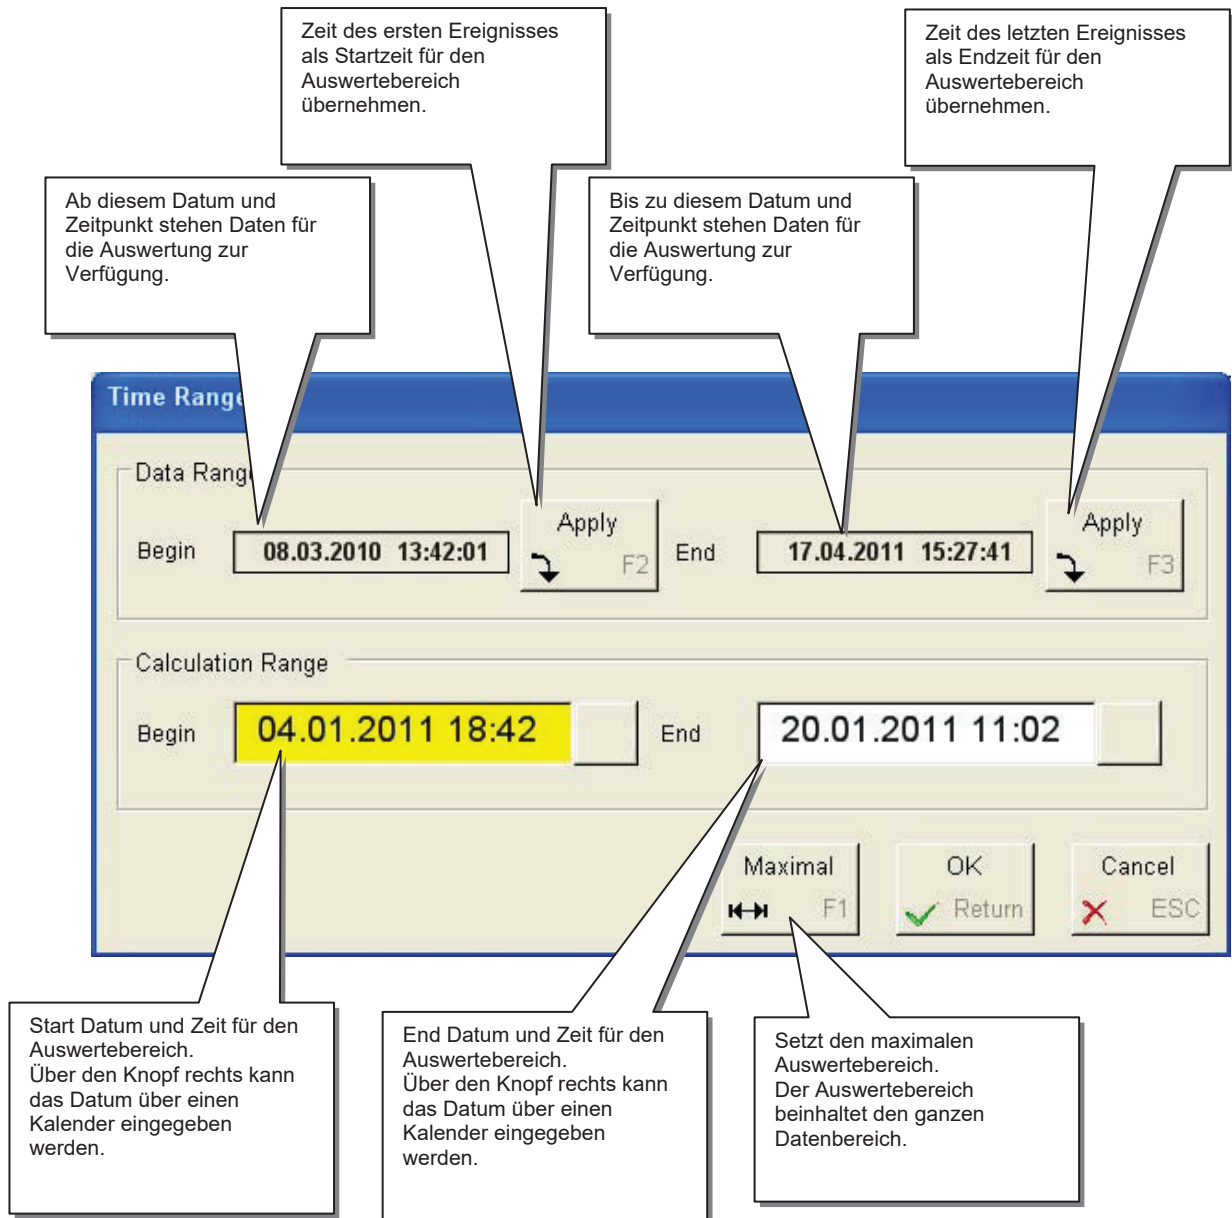 Zeit des ersten Ereignisses
als Startzeit für den
Auswertebereich
übernehmen.
Zeit des letzten Ereignisses
als Endzeit für den
Auswertebereich
übernehmen.
Ab diesem Datum und
Zeitpunkt stehen Daten für
die Auswertung zur
Verfügung.
Bis zu diesem Datum und
Zeitpunkt stehen Daten für
die Auswertung zur
Verfügung.
Time Range
Data Range
Begin 08.03.2010 13:42:01 Apply F2 End 17.04.2011 15:27:41 Apply F3
Calculation Range
Begin 04.01.2011 18:42 End 20.01.2011 11:02
Maximal OK Cancel
F1 Return ESC
Start Datum und Zeit für den
Auswertebereich.
Über den Knopf rechts kann
das Datum über einen
Kalender eingegeben
werden.
End Datum und Zeit für den
Auswertebereich.
Über den Knopf rechts kann
das Datum über einen
Kalender eingegeben
werden.
Setzt den maximalen
Auswertebereich.
Der Auswertebereich
beinhaltet den ganzen
Datenbereich.